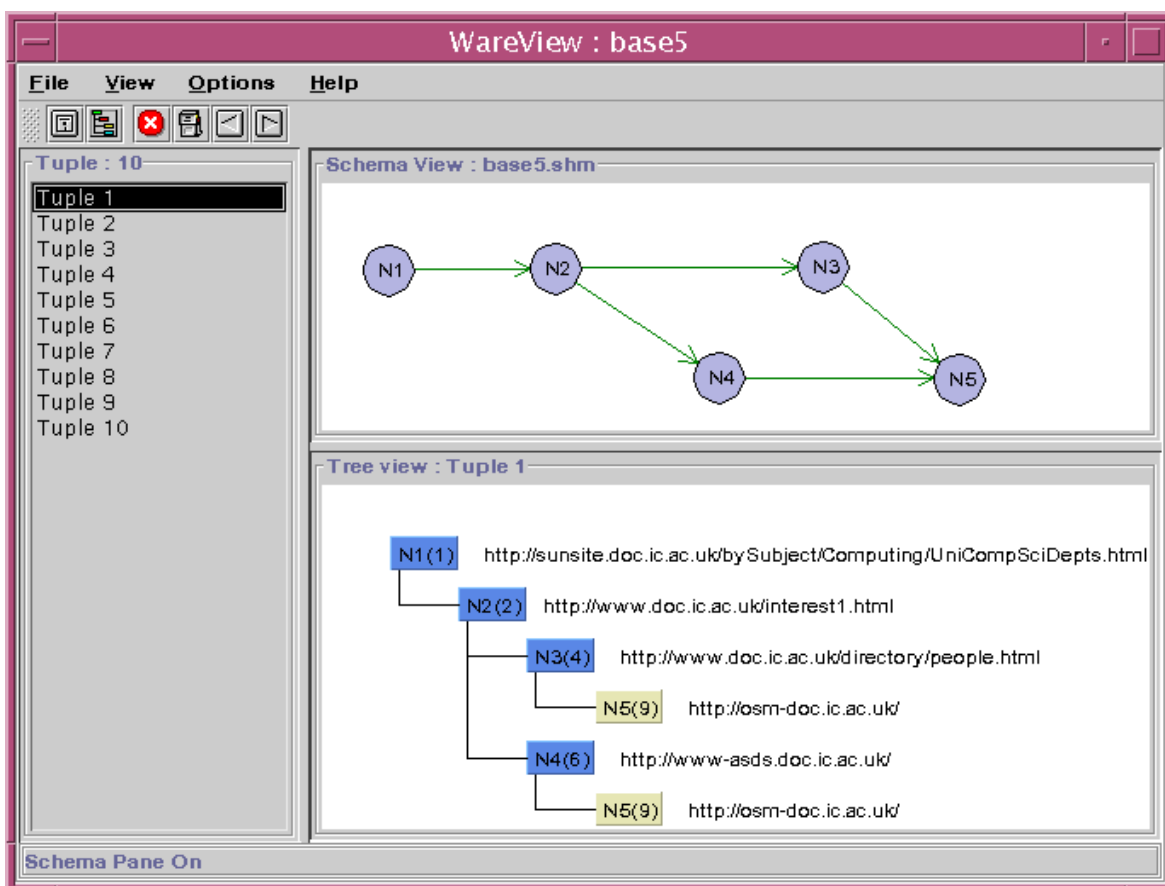 WareView : base5
File View Options Help
Tuple : 10
Tuple 1
Tuple 2
Tuple 3
Tuple 4
Tuple 5
Tuple 6
Tuple 7
Tuple 8
Tuple 9
Tuple 10
Schema View : base5.shm
N1
N2
N3
N4
N5
Tree view : Tuple 1
N1(1) http://sunsite.doc.ic.ac.uk/bySubject/Computing/UniCompSciDepts.html
N2(2) http://www.doc.ic.ac.uk/interest1.html
N3(4) http://www.doc.ic.ac.uk/directory/people.html
N5(9) http://osm-doc.ic.ac.uk/
N4(6) http://www-asds.doc.ic.ac.uk/
N5(9) http://osm-doc.ic.ac.uk/
Schema Pane On